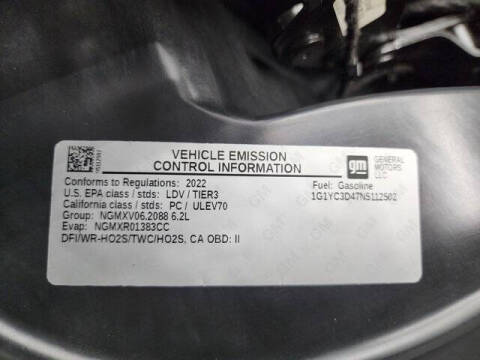 VEHICLE EMISSION
CONTROL INFORMATION
gm GENERAL
MOTORS
LLC
Conforms to Regulations: 2022
Fuel: Gasoline
U.S. EPA class / stds: LDV / TIER3
1G1YC3D47N5112502
California class / stds: PC / ULEV70
Group: NGMXV06.2088 6.2L
Evap: NGMXR01383CC
DFI/WR-HO2S/TWC/HO2S, CA OBD: II